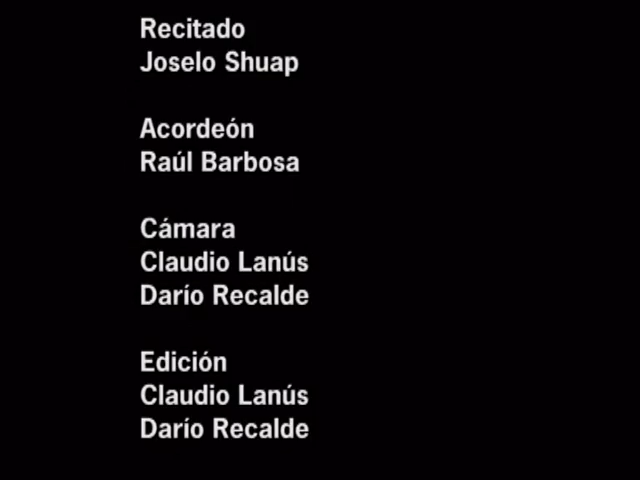 Recitado
Joselo Shuap
Acordeón
Raúl Barbosa
Cámara
Claudio Lanús
Darío Recalde
Edición
Claudio Lanús
Darío Recalde